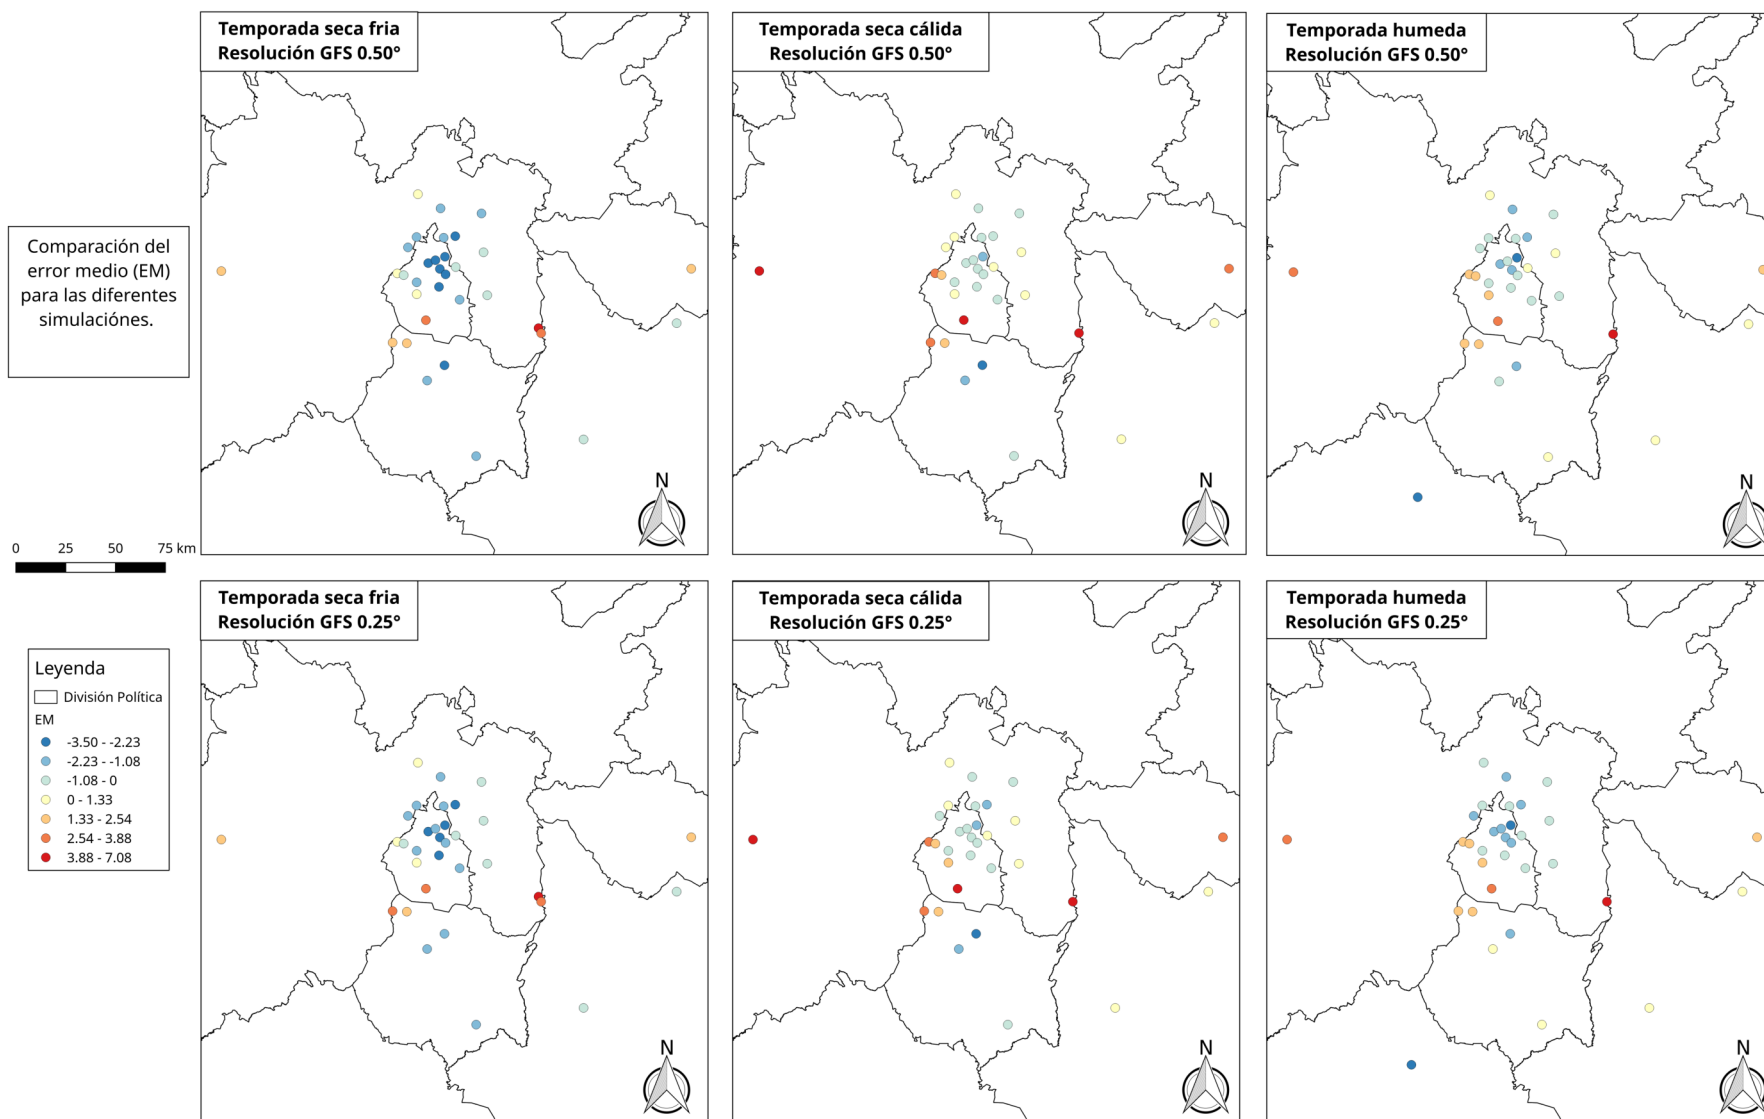 Temporada seca fria
Resolución GFS 0.50°
Temporada seca cálida
Resolución GFS 0.50°
Temporada humeda
Resolución GFS 0.50°
Comparación del
error medio (EM)
para las diferentes
simulaciónes.
N
N
N
0 25 50 75 km
Temporada seca fria
Resolución GFS 0.25°
Temporada seca cálida
Resolución GFS 0.25°
Temporada humeda
Resolución GFS 0.25°
Leyenda
División Política
EM
-3.50 - -2.23
-2.23 - -1.08
-1.08 - 0
0 - 1.33
1.33 - 2.54
2.54 - 3.88
3.88 - 7.08
N
N
N